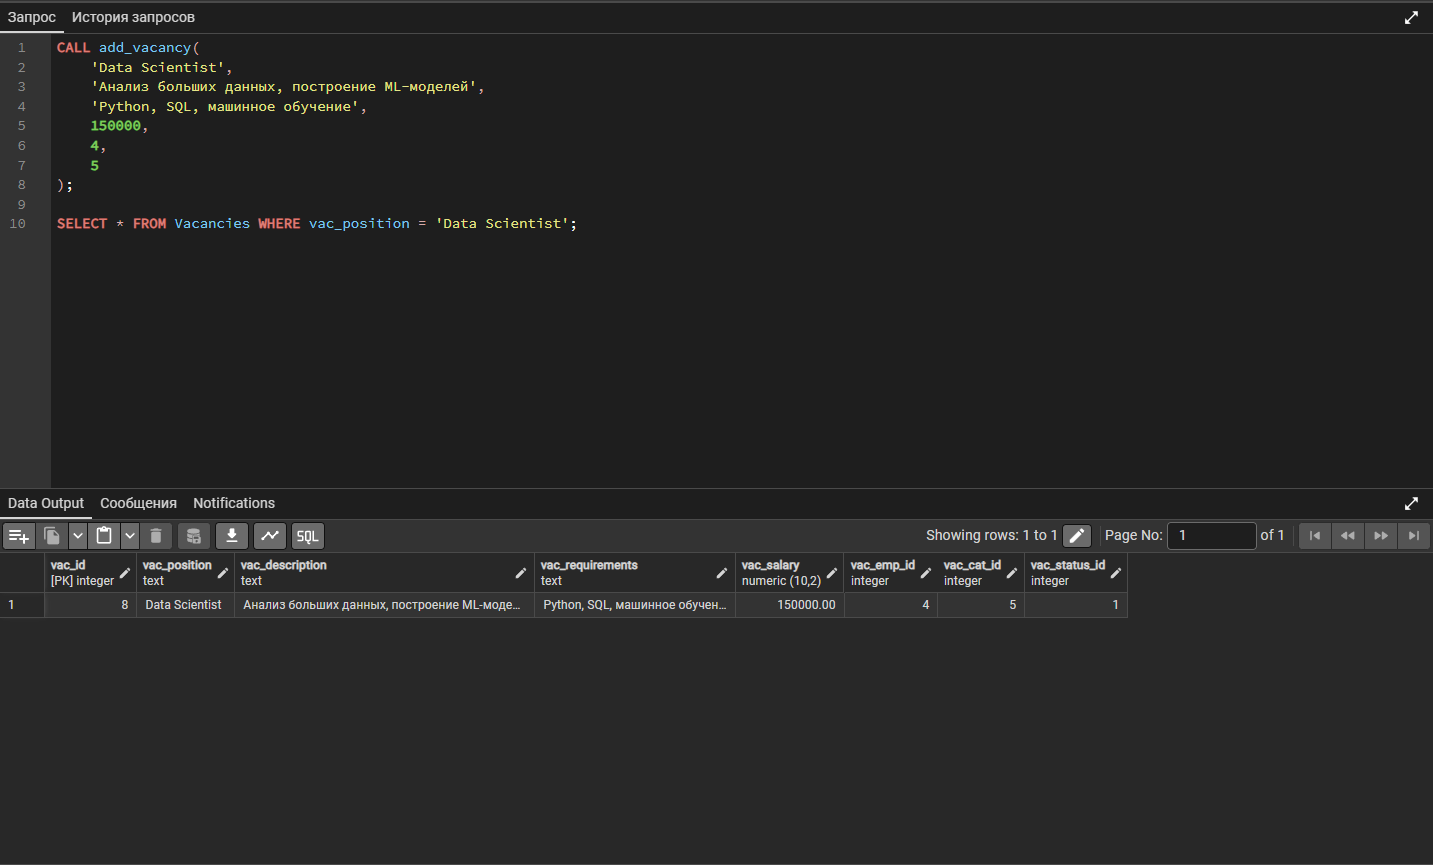 Запрос История запросов
1 CALL add_vacancy(
2 'Data Scientist',
3 'Анализ больших данных, построение ML-моделей',
4 'Python, SQL, машинное обучение',
5 150000,
6 4,
7 5
8 );
9
10 SELECT * FROM Vacancies WHERE vac_position = 'Data Scientist';
Data Output Сообщения Notifications
SQL Showing rows: 1 to 1 Page No: 1 of 1
vac_id vac_position vac_description vac_requirements vac_salary vac_emp_id vac_cat_id vac_status_id
[PK] integer text text text numeric (10,2) integer integer integer
1 8 Data Scientist Анализ больших данных, построение ML-моде... Python, SQL, машинное обучен... 150000.00 4 5 1